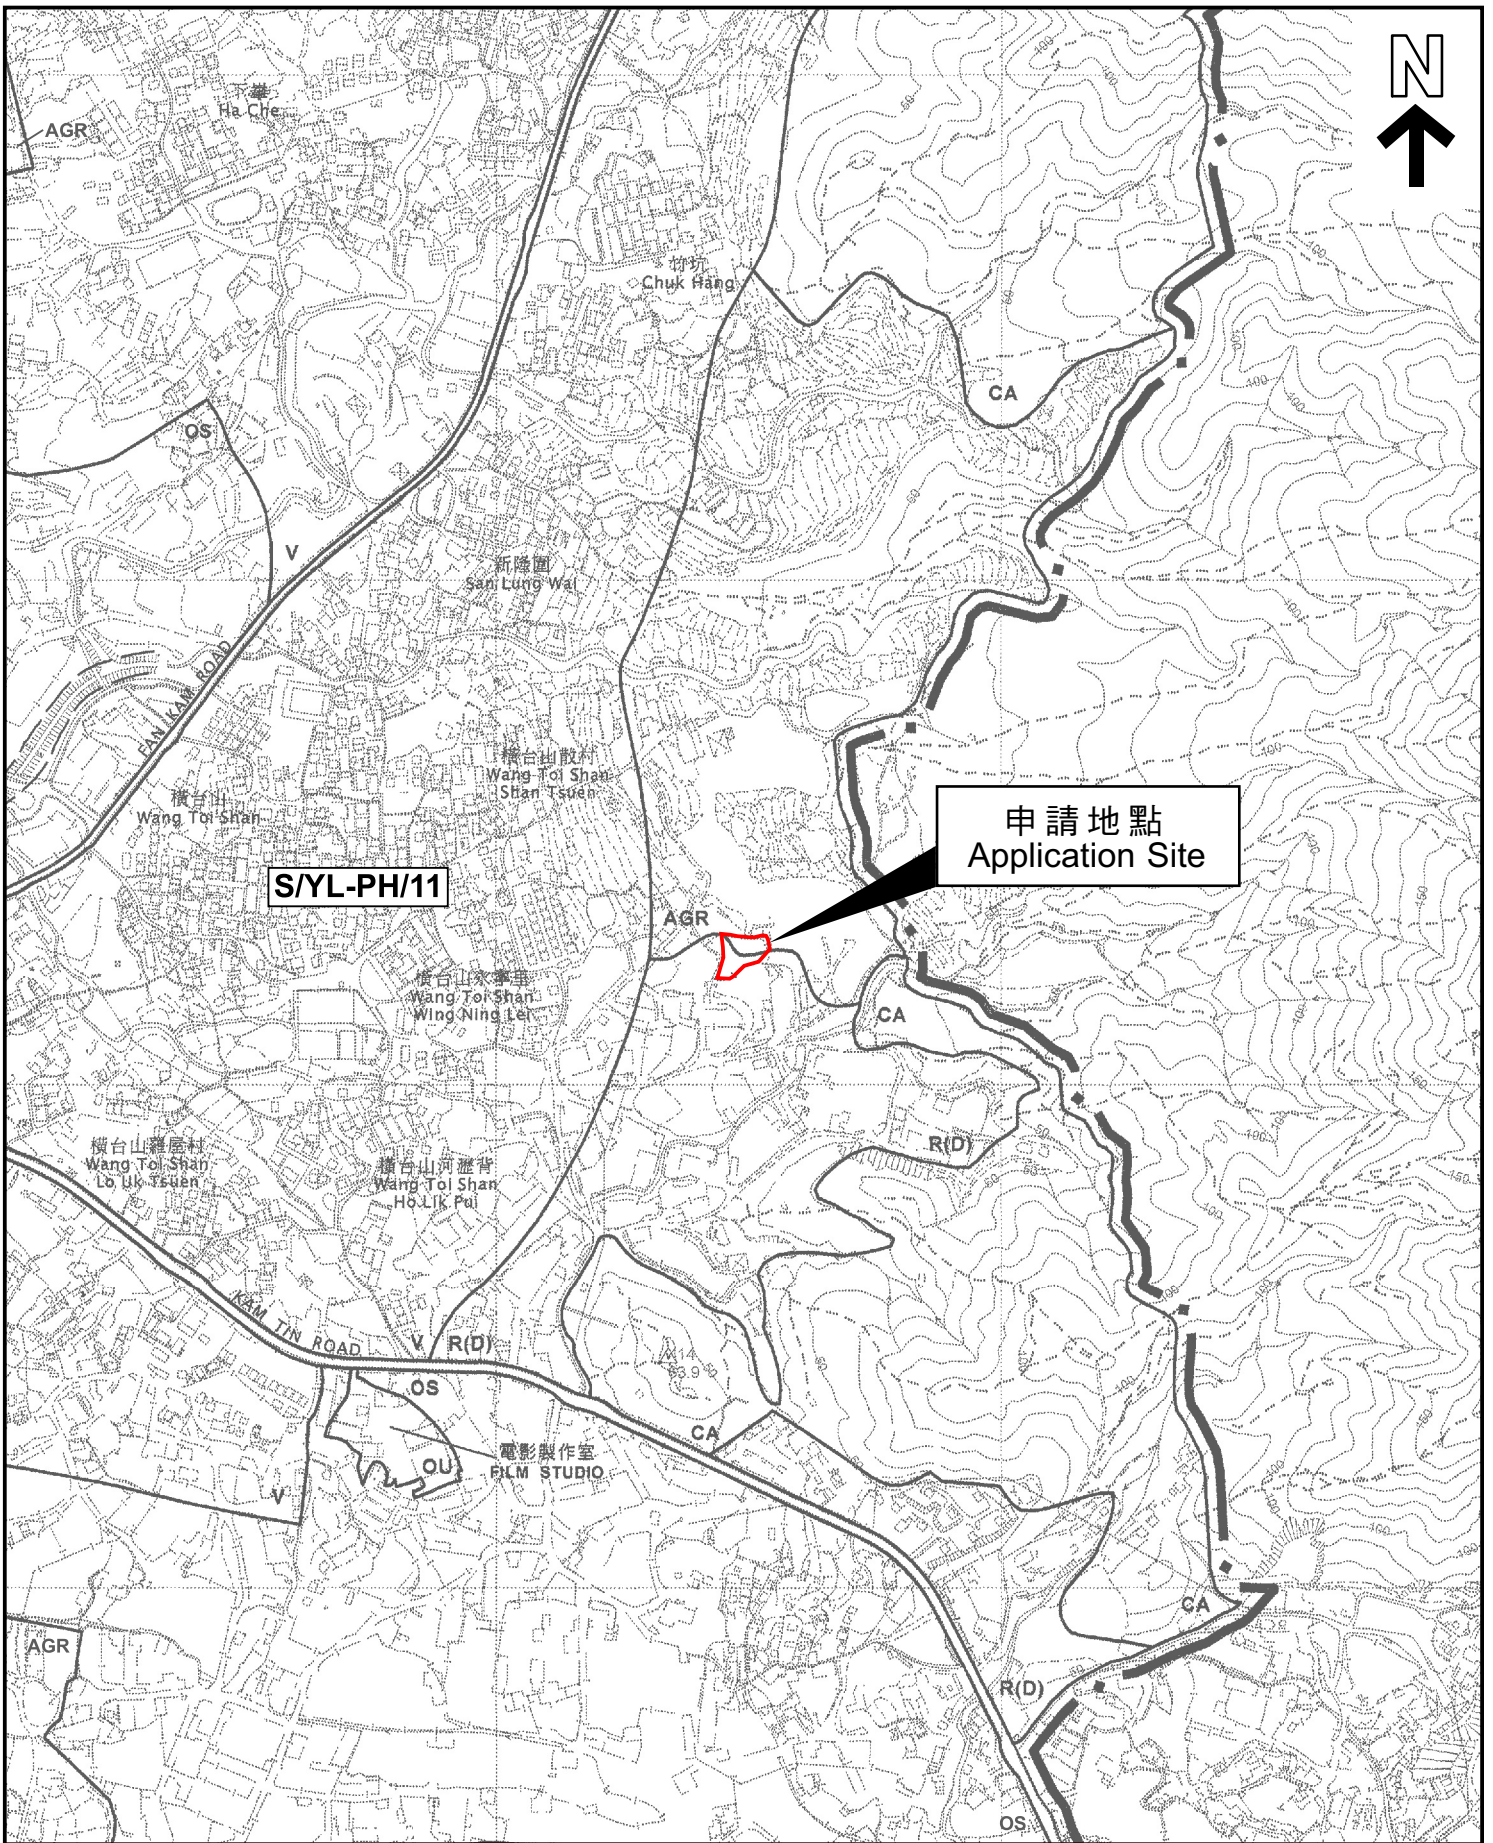 N
下輋
Ha Che
AGR
竹坑
Chuk Hang
CA
OS
V
新隆圍
San Lung Wai
FAN KAM ROAD
橫台山散村
Wang Toi Shan
Shan Tsuen
橫台山
Wang Toi Shan
申請地點
Application Site
S/YL-PH/11
AGR
橫台山永寧里
Wang Toi Shan
Wing Ning Lei
CA
R(D)
橫台山羅屋村
Wang Toi Shan
Lo Uk Tsuen
橫台山河瀝背
Wang Toi Shan
Ho Lik Pui
KAM TIN ROAD
V
R(D)
OS
CA
電影製作室
FILM STUDIO
OU
V
CA
AGR
R(D)
OS